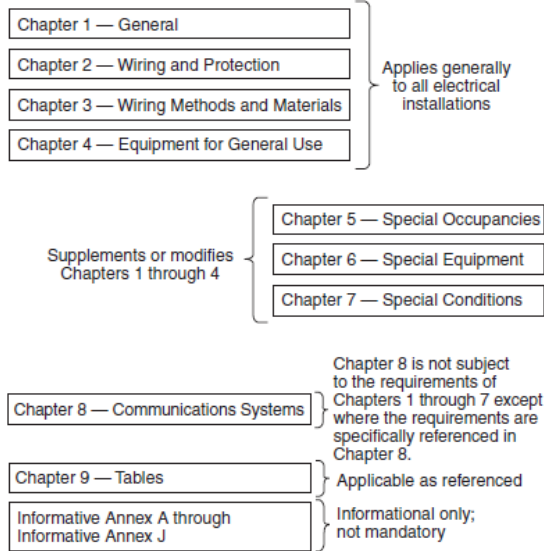 Chapter 1 — General
Chapter 2 — Wiring and Protection
Chapter 3 — Wiring Methods and Materials
Chapter 4 — Equipment for General Use
Applies generally
to all electrical
installations
Supplements or modifies
Chapters 1 through 4
Chapter 5 — Special Occupancies
Chapter 6 — Special Equipment
Chapter 7 — Special Conditions
Chapter 8 — Communications Systems
Chapter 8 is not subject
to the requirements of
Chapters 1 through 7 except
where the requirements are
specifically referenced in
Chapter 8.
Chapter 9 — Tables
Applicable as referenced
Informative Annex A through
Informative Annex J
Informational only;
not mandatory